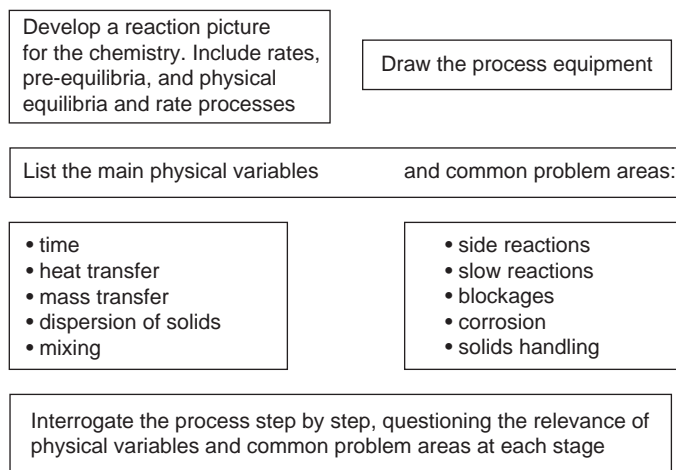 Develop a reaction picture
for the chemistry. Include rates,
pre-equilibria, and physical
equilibria and rate processes
Draw the process equipment
List the main physical variables and common problem areas:
• time
• heat transfer
• mass transfer
• dispersion of solids
• mixing
• side reactions
• slow reactions
• blockages
• corrosion
• solids handling
Interrogate the process step by step, questioning the relevance of
physical variables and common problem areas at each stage